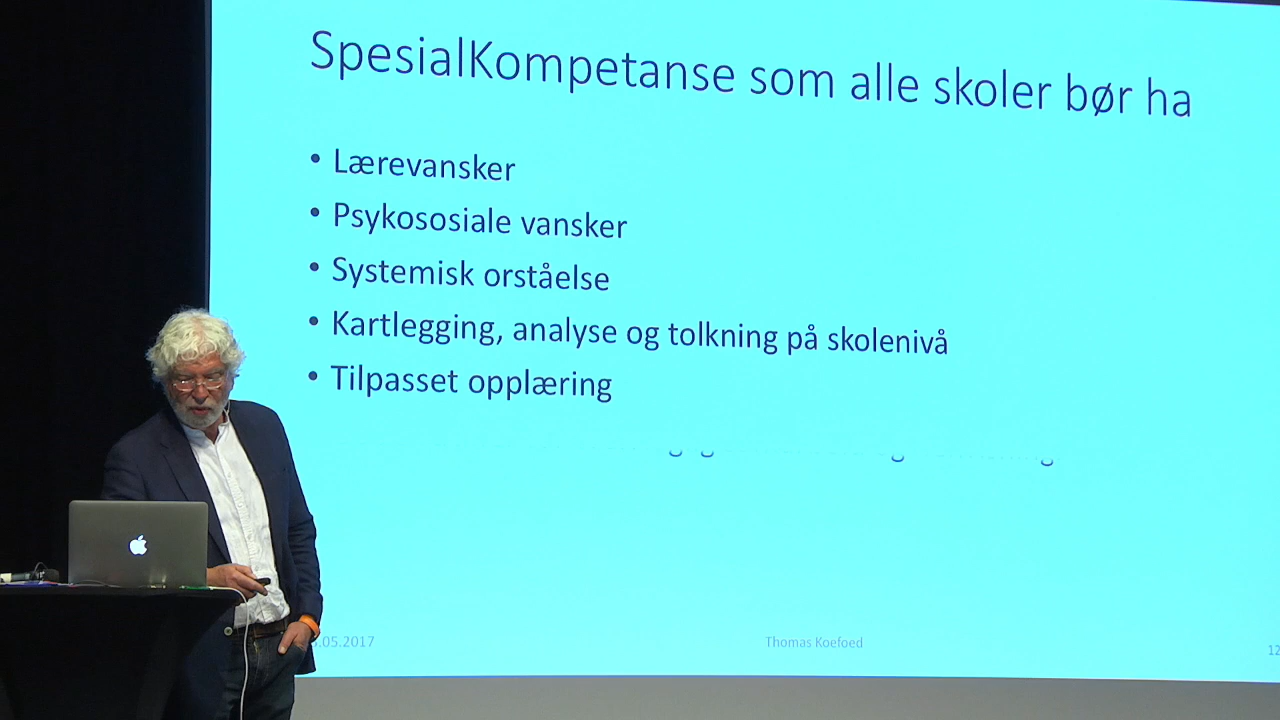 SpesialKompetanse som alle skoler bør ha
• Lærevansker
• Psykososiale vansker
• Systemisk orståelse
• Kartlegging, analyse og tolkning på skolenivå
• Tilpasset opplæring
.05.2017 Thomas Koefoed 12